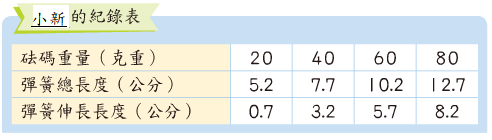 小新的紀錄表
砝碼重量（克重） 20 40 60 80
彈簧總長度（公分） 5.2 7.7 10.2 12.7
彈簧伸長長度（公分） 0.7 3.2 5.7 8.2